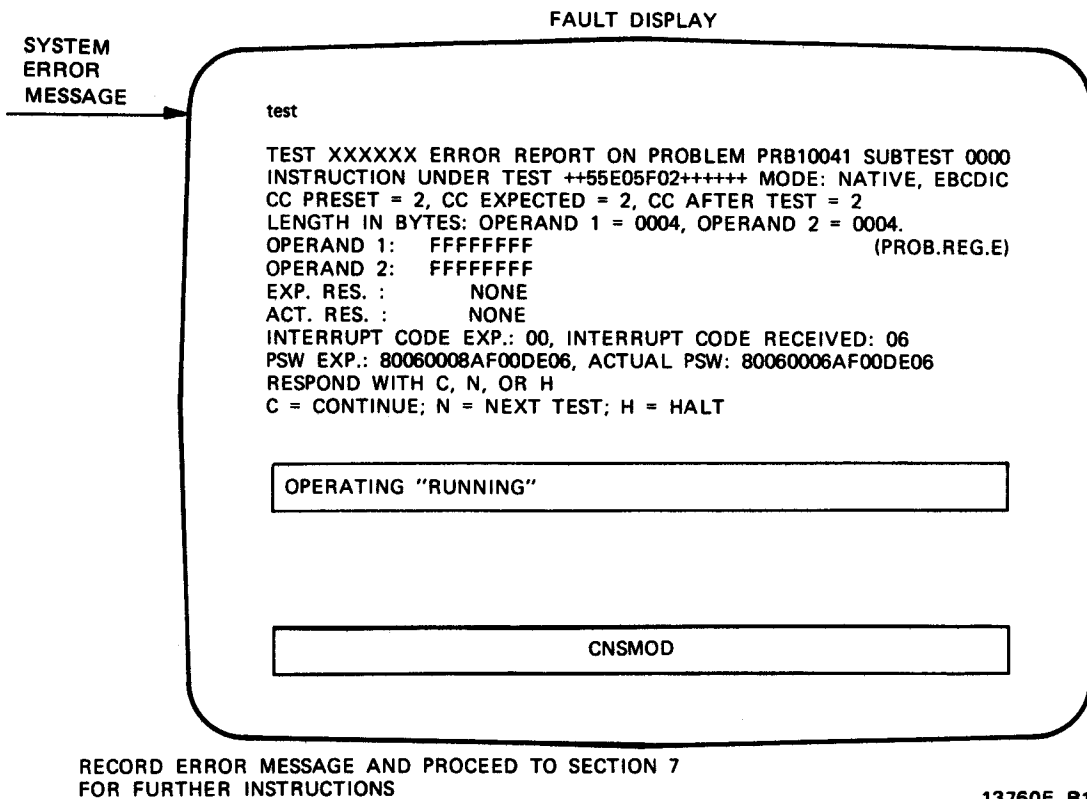 FAULT DISPLAY
SYSTEM
ERROR
MESSAGE
test
TEST XXXXXX ERROR REPORT ON PROBLEM PRB10041 SUBTEST 0000
INSTRUCTION UNDER TEST ++55E05F02++++++ MODE: NATIVE, EBCDIC
CC PRESET = 2, CC EXPECTED = 2, CC AFTER TEST = 2
LENGTH IN BYTES: OPERAND 1 = 0004, OPERAND 2 = 0004.
OPERAND 1: FFFFFFFF (PROB.REG.E)
OPERAND 2: FFFFFFFF
EXP. RES. : NONE
ACT. RES. : NONE
INTERRUPT CODE EXP.: 00, INTERRUPT CODE RECEIVED: 06
PSW EXP.: 80060008AF00DE06, ACTUAL PSW: 80060006AF00DE06
RESPOND WITH C, N, OR H
C = CONTINUE; N = NEXT TEST; H = HALT
OPERATING "RUNNING"
CNSMOD
RECORD ERROR MESSAGE AND PROCEED TO SECTION 7
FOR FURTHER INSTRUCTIONS